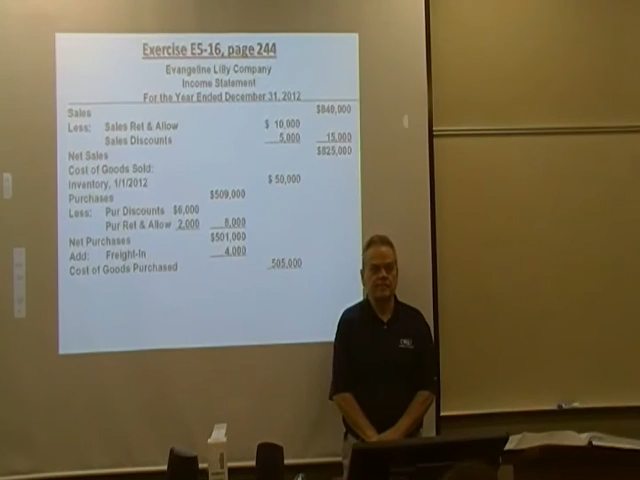 Exercise E5-16, page 244
Evangeline Lilly Company
Income Statement
For the Year Ended December 31, 2012
Sales $840,000
Less: Sales Ret & Allow $ 10,000
Sales Discounts 5,000 15,000
Net Sales $825,000
Cost of Goods Sold:
Inventory, 1/1/2012 $ 50,000
Purchases $509,000
Less: Pur Discounts $6,000
Pur Ret & Allow 2,000 8,000
Net Purchases $501,000
Add: Freight-In 4,000
Cost of Goods Purchased 505,000